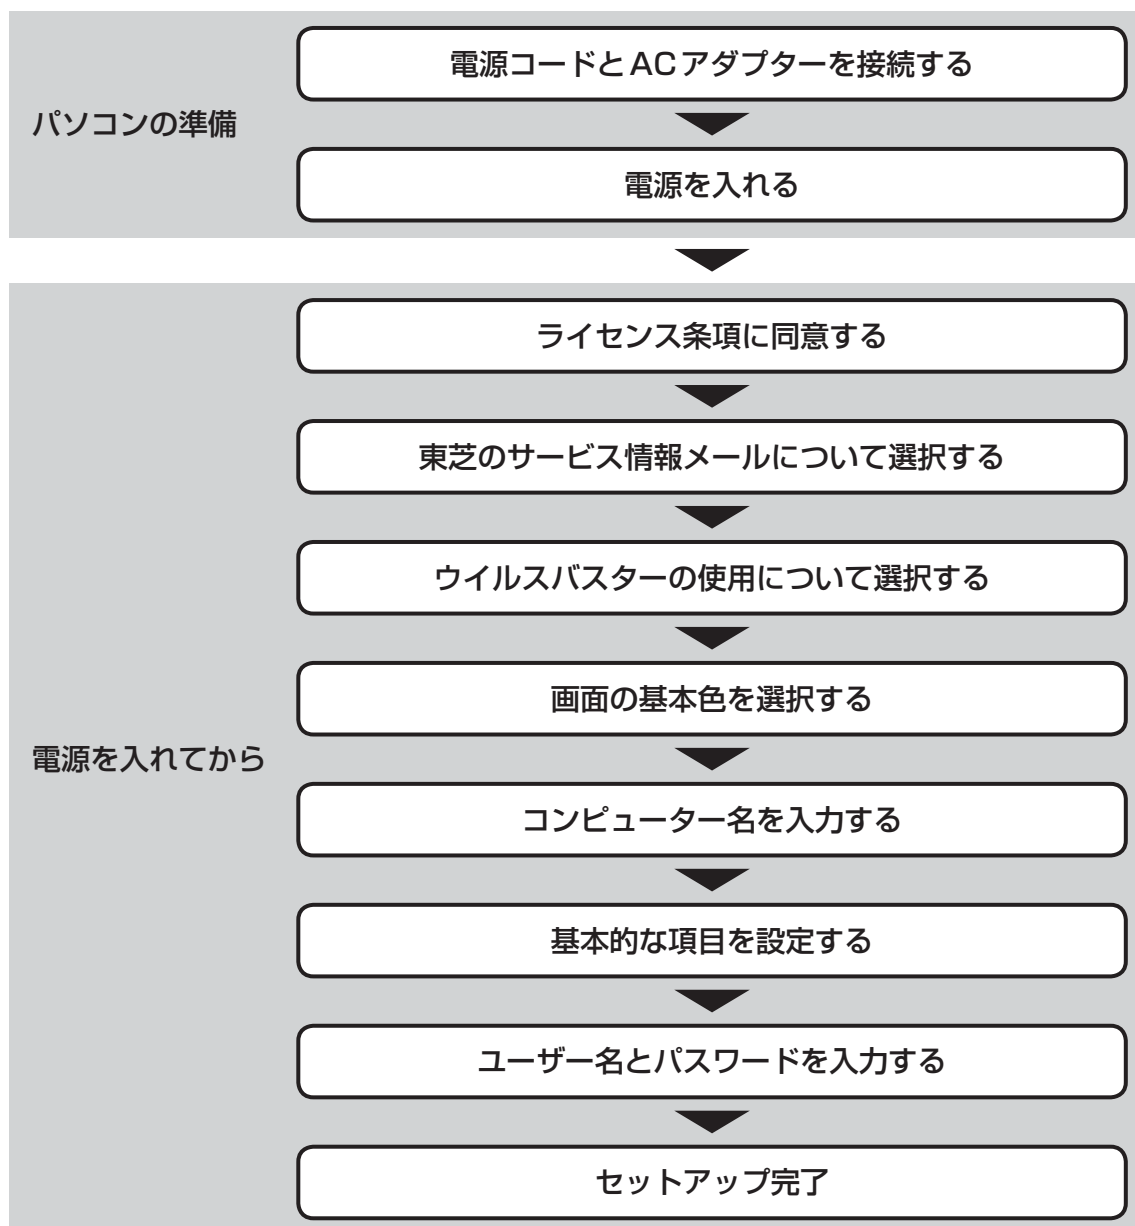 パソコンの準備
電源コードとACアダプターを接続する
電源を入れる
電源を入れてから
ライセンス条項に同意する
東芝のサービス情報メールについて選択する
ウイルスバスターの使用について選択する
画面の基本色を選択する
コンピューター名を入力する
基本的な項目を設定する
ユーザー名とパスワードを入力する
セットアップ完了